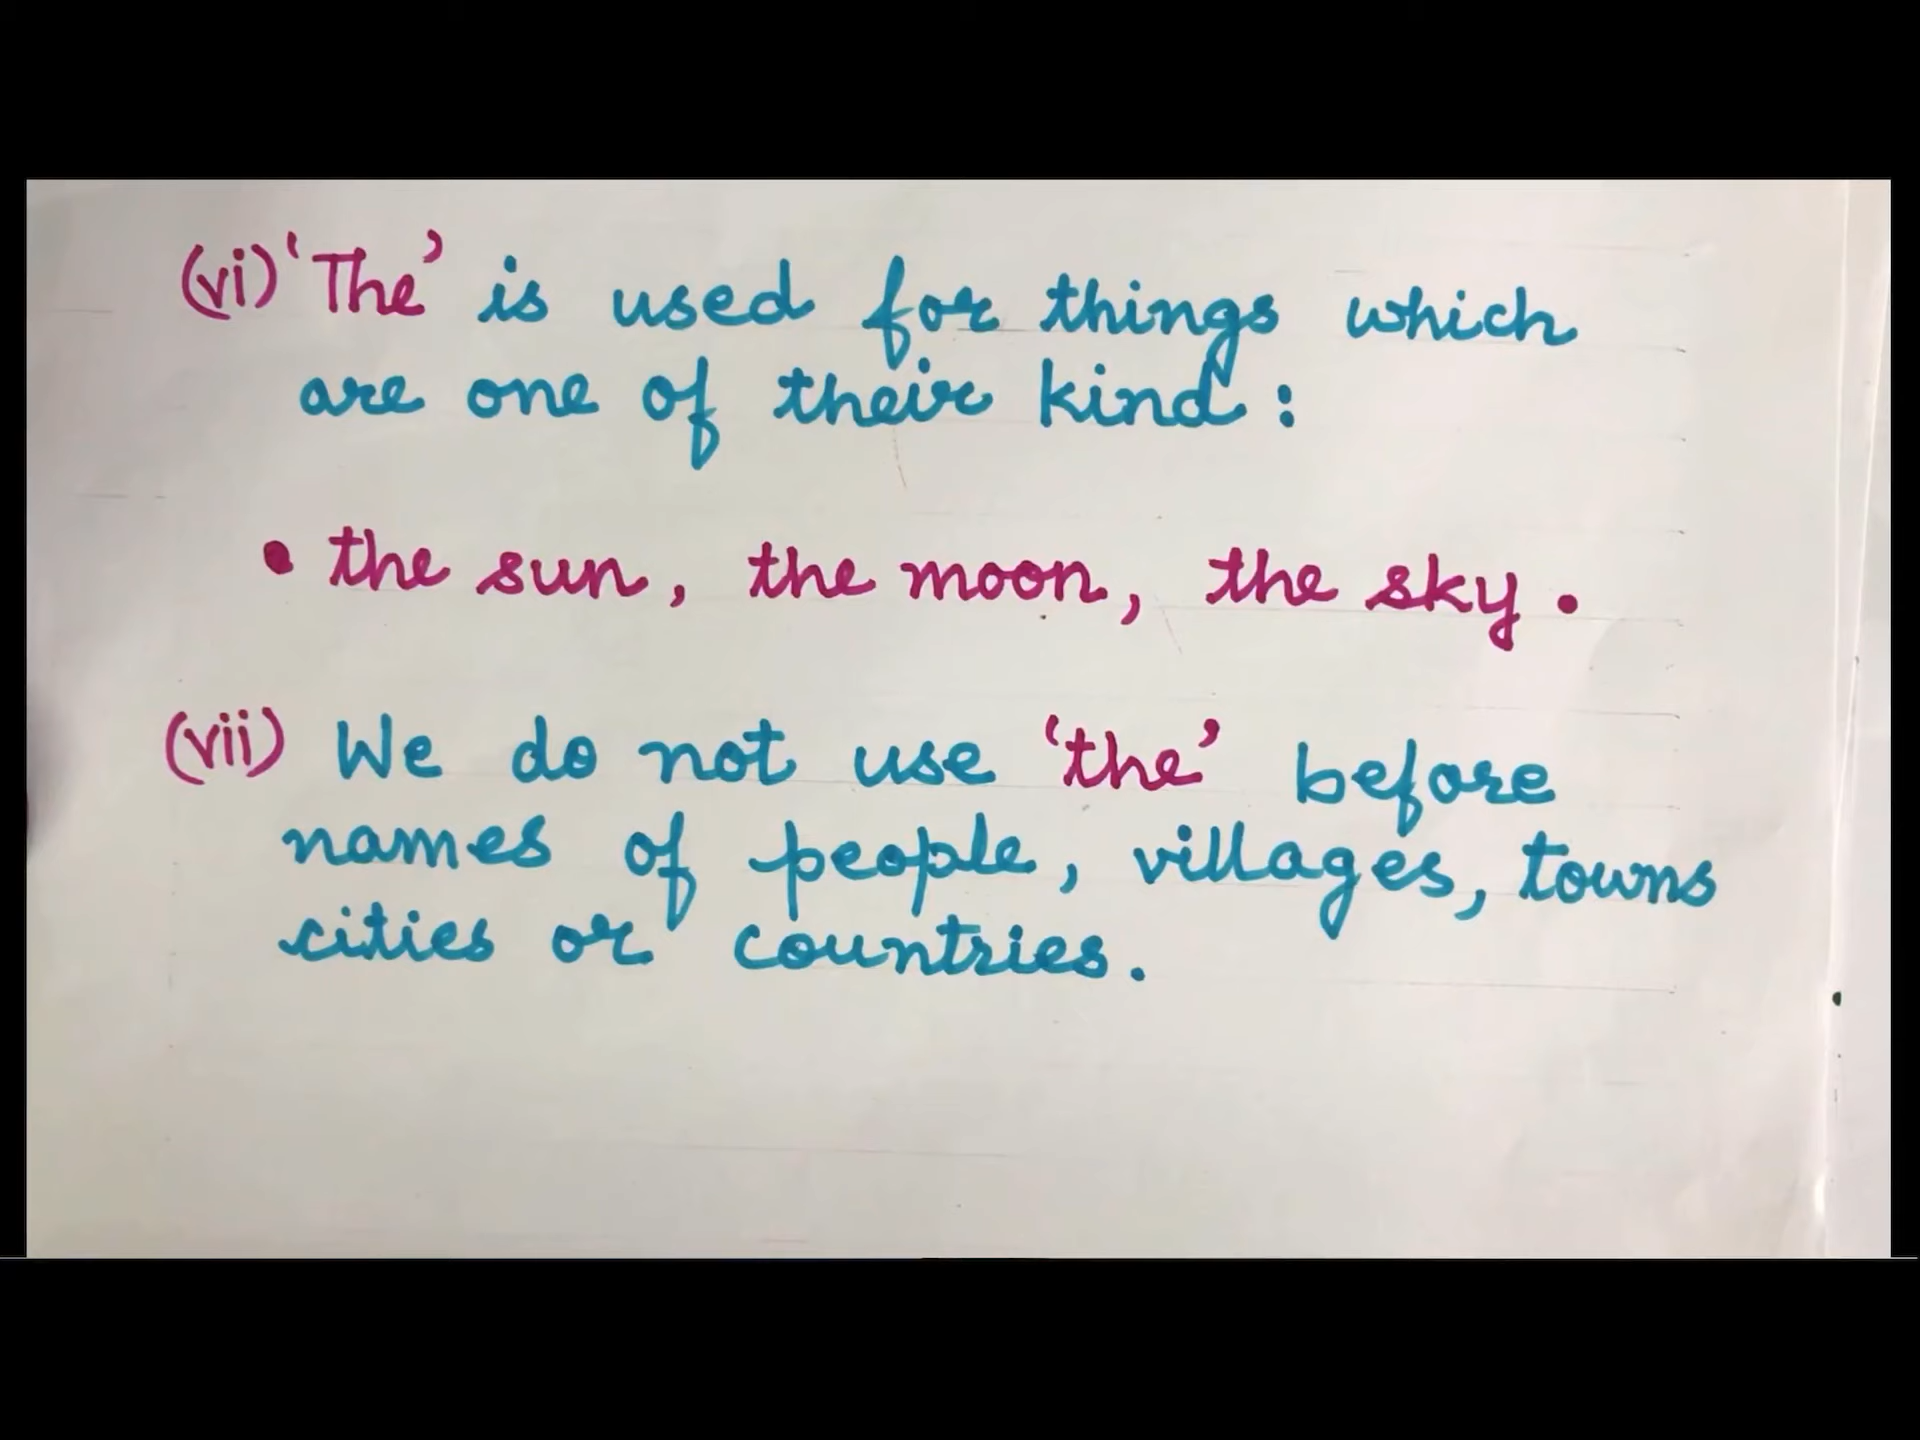 (vi) 'The' is used for things which
are one of their kind :
• the sun, the moon, the sky.
(vii) We do not use 'the' before
names of people, villages, towns
cities or countries.